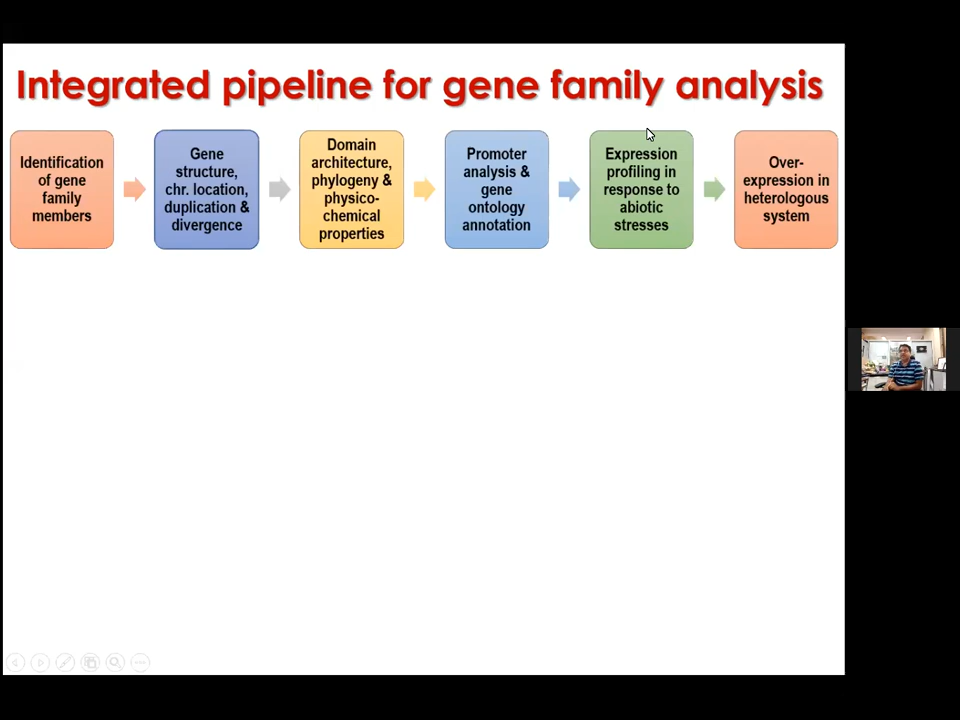 Integrated pipeline for gene family analysis
Identification
of gene
family
members
Gene
structure,
chr. location,
duplication &
divergence
Domain
architecture,
phylogeny &
physico-
chemical
properties
Promoter
analysis &
gene
ontology
annotation
Expression
profiling in
response to
abiotic
stresses
Over-
expression in
heterologous
system